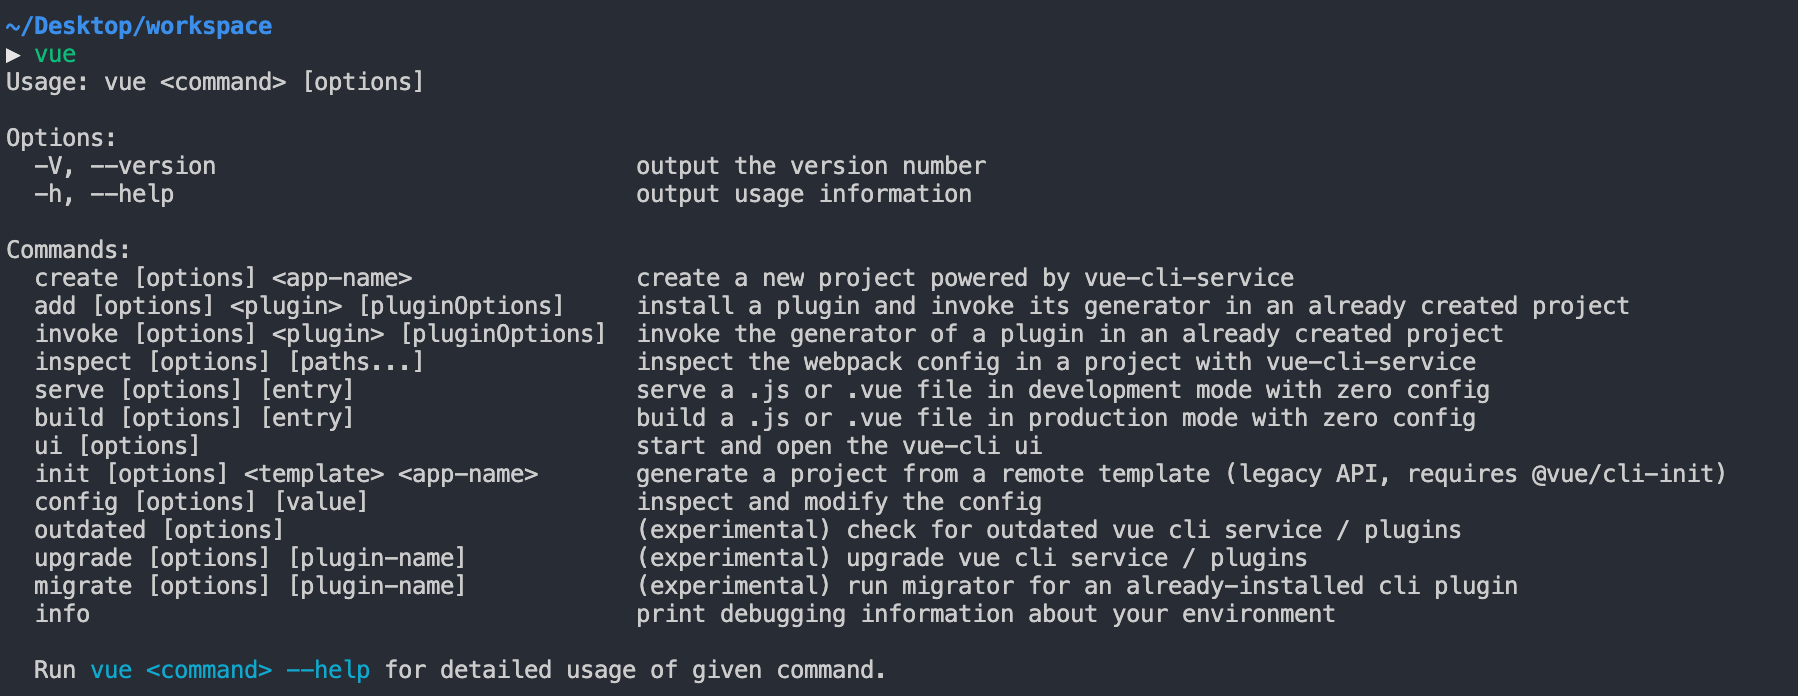 ~/Desktop/workspace
▶ vue
Usage: vue <command> [options]
Options:
-V, --version output the version number
-h, --help output usage information
Commands:
create [options] <app-name> create a new project powered by vue-cli-service
add [options] <plugin> [pluginOptions] install a plugin and invoke its generator in an already created project
invoke [options] <plugin> [pluginOptions] invoke the generator of a plugin in an already created project
inspect [options] [paths...] inspect the webpack config in a project with vue-cli-service
serve [options] [entry] serve a .js or .vue file in development mode with zero config
build [options] [entry] build a .js or .vue file in production mode with zero config
ui [options] start and open the vue-cli ui
init [options] <template> <app-name> generate a project from a remote template (legacy API, requires @vue/cli-init)
config [options] [value] inspect and modify the config
outdated [options] (experimental) check for outdated vue cli service / plugins
upgrade [options] [plugin-name] (experimental) upgrade vue cli service / plugins
migrate [options] [plugin-name] (experimental) run migrator for an already-installed cli plugin
info print debugging information about your environment
Run vue <command> --help for detailed usage of given command.